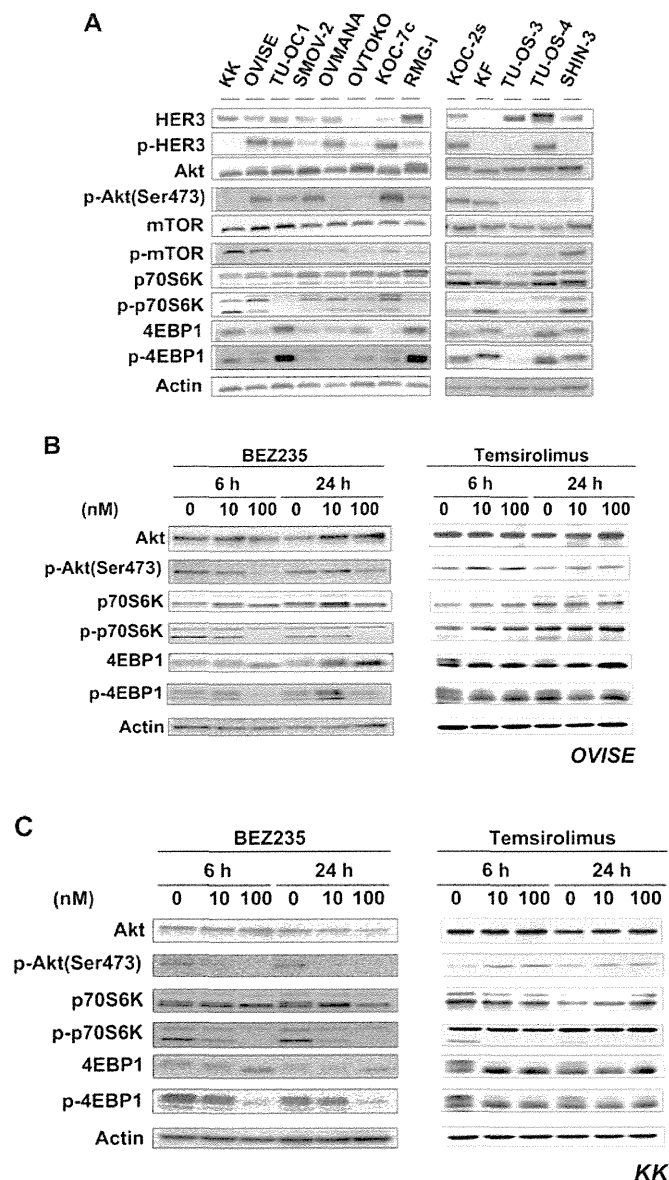 A
KK OVISE TU-OC1 SMOV-2 OVMANA OVTOKO KOC-7c RMG-I KOC-2s KF TU-OS-3 TU-OS-4 SHIN-3
HER3
p-HER3
Akt
p-Akt(Ser473)
mTOR
p-mTOR
p70S6K
p-p70S6K
4EBP1
p-4EBP1
Actin
B
BEZ235 Temsirolimus
6 h 24 h 6 h 24 h
(nM) 0 10 100 0 10 100 0 10 100 0 10 100
Akt
p-Akt(Ser473)
p70S6K
p-p70S6K
4EBP1
p-4EBP1
Actin
OVISE
C
BEZ235 Temsirolimus
6 h 24 h 6 h 24 h
(nM) 0 10 100 0 10 100 0 10 100 0 10 100
Akt
p-Akt(Ser473)
p70S6K
p-p70S6K
4EBP1
p-4EBP1
Actin
KK